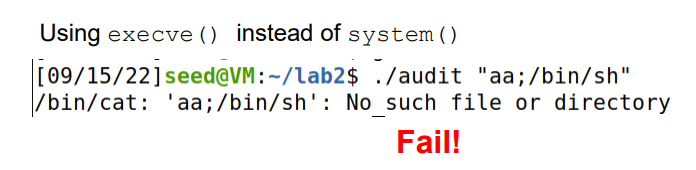 Using execve() instead of system()
[09/15/22]seed@VM:~/lab2$ ./audit "aa;/bin/sh"
/bin/cat: 'aa;/bin/sh': No such file or directory
Fail!